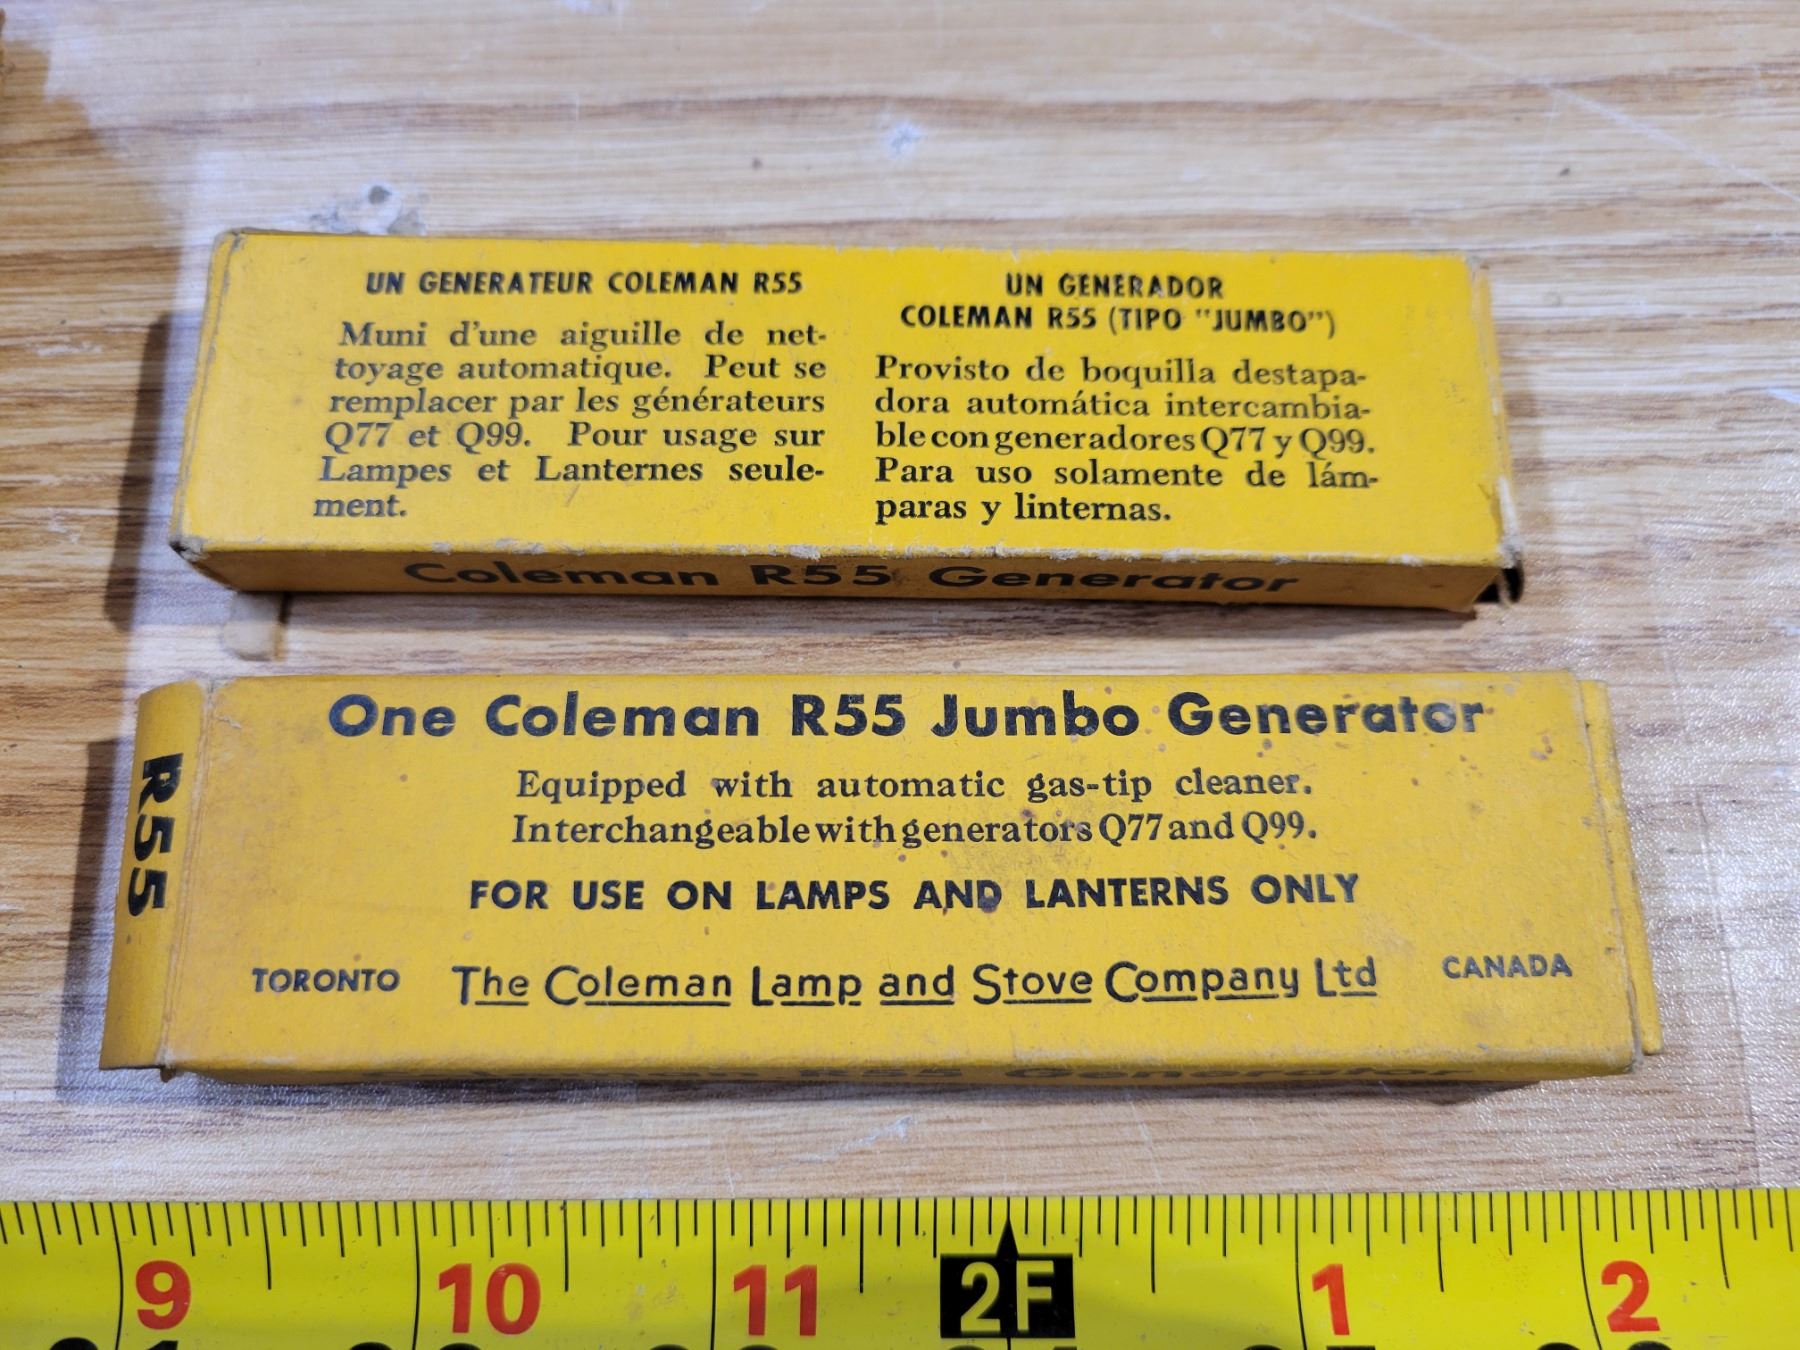 UN GENERATEUR COLEMAN R55
Muni d'une aiguille de net-
toyage automatique. Peut se
remplacer par les générateurs
Q77 et Q99. Pour usage sur
Lampes et Lanternes seule-
ment.
UN GENERADOR
COLEMAN R55 (TIPO "JUMBO")
Provisto de boquilla destapa-
dora automática intercambia-
ble con generadores Q77 y Q99.
Para uso solamente de lám-
paras y linternas.
Coleman R55 Generator
R55
One Coleman R55 Jumbo Generator
Equipped with automatic gas-tip cleaner.
Interchangeable with generators Q77 and Q99.
FOR USE ON LAMPS AND LANTERNS ONLY
TORONTO The Coleman Lamp and Stove Company Ltd CANADA
9 10 11 2F 1 2